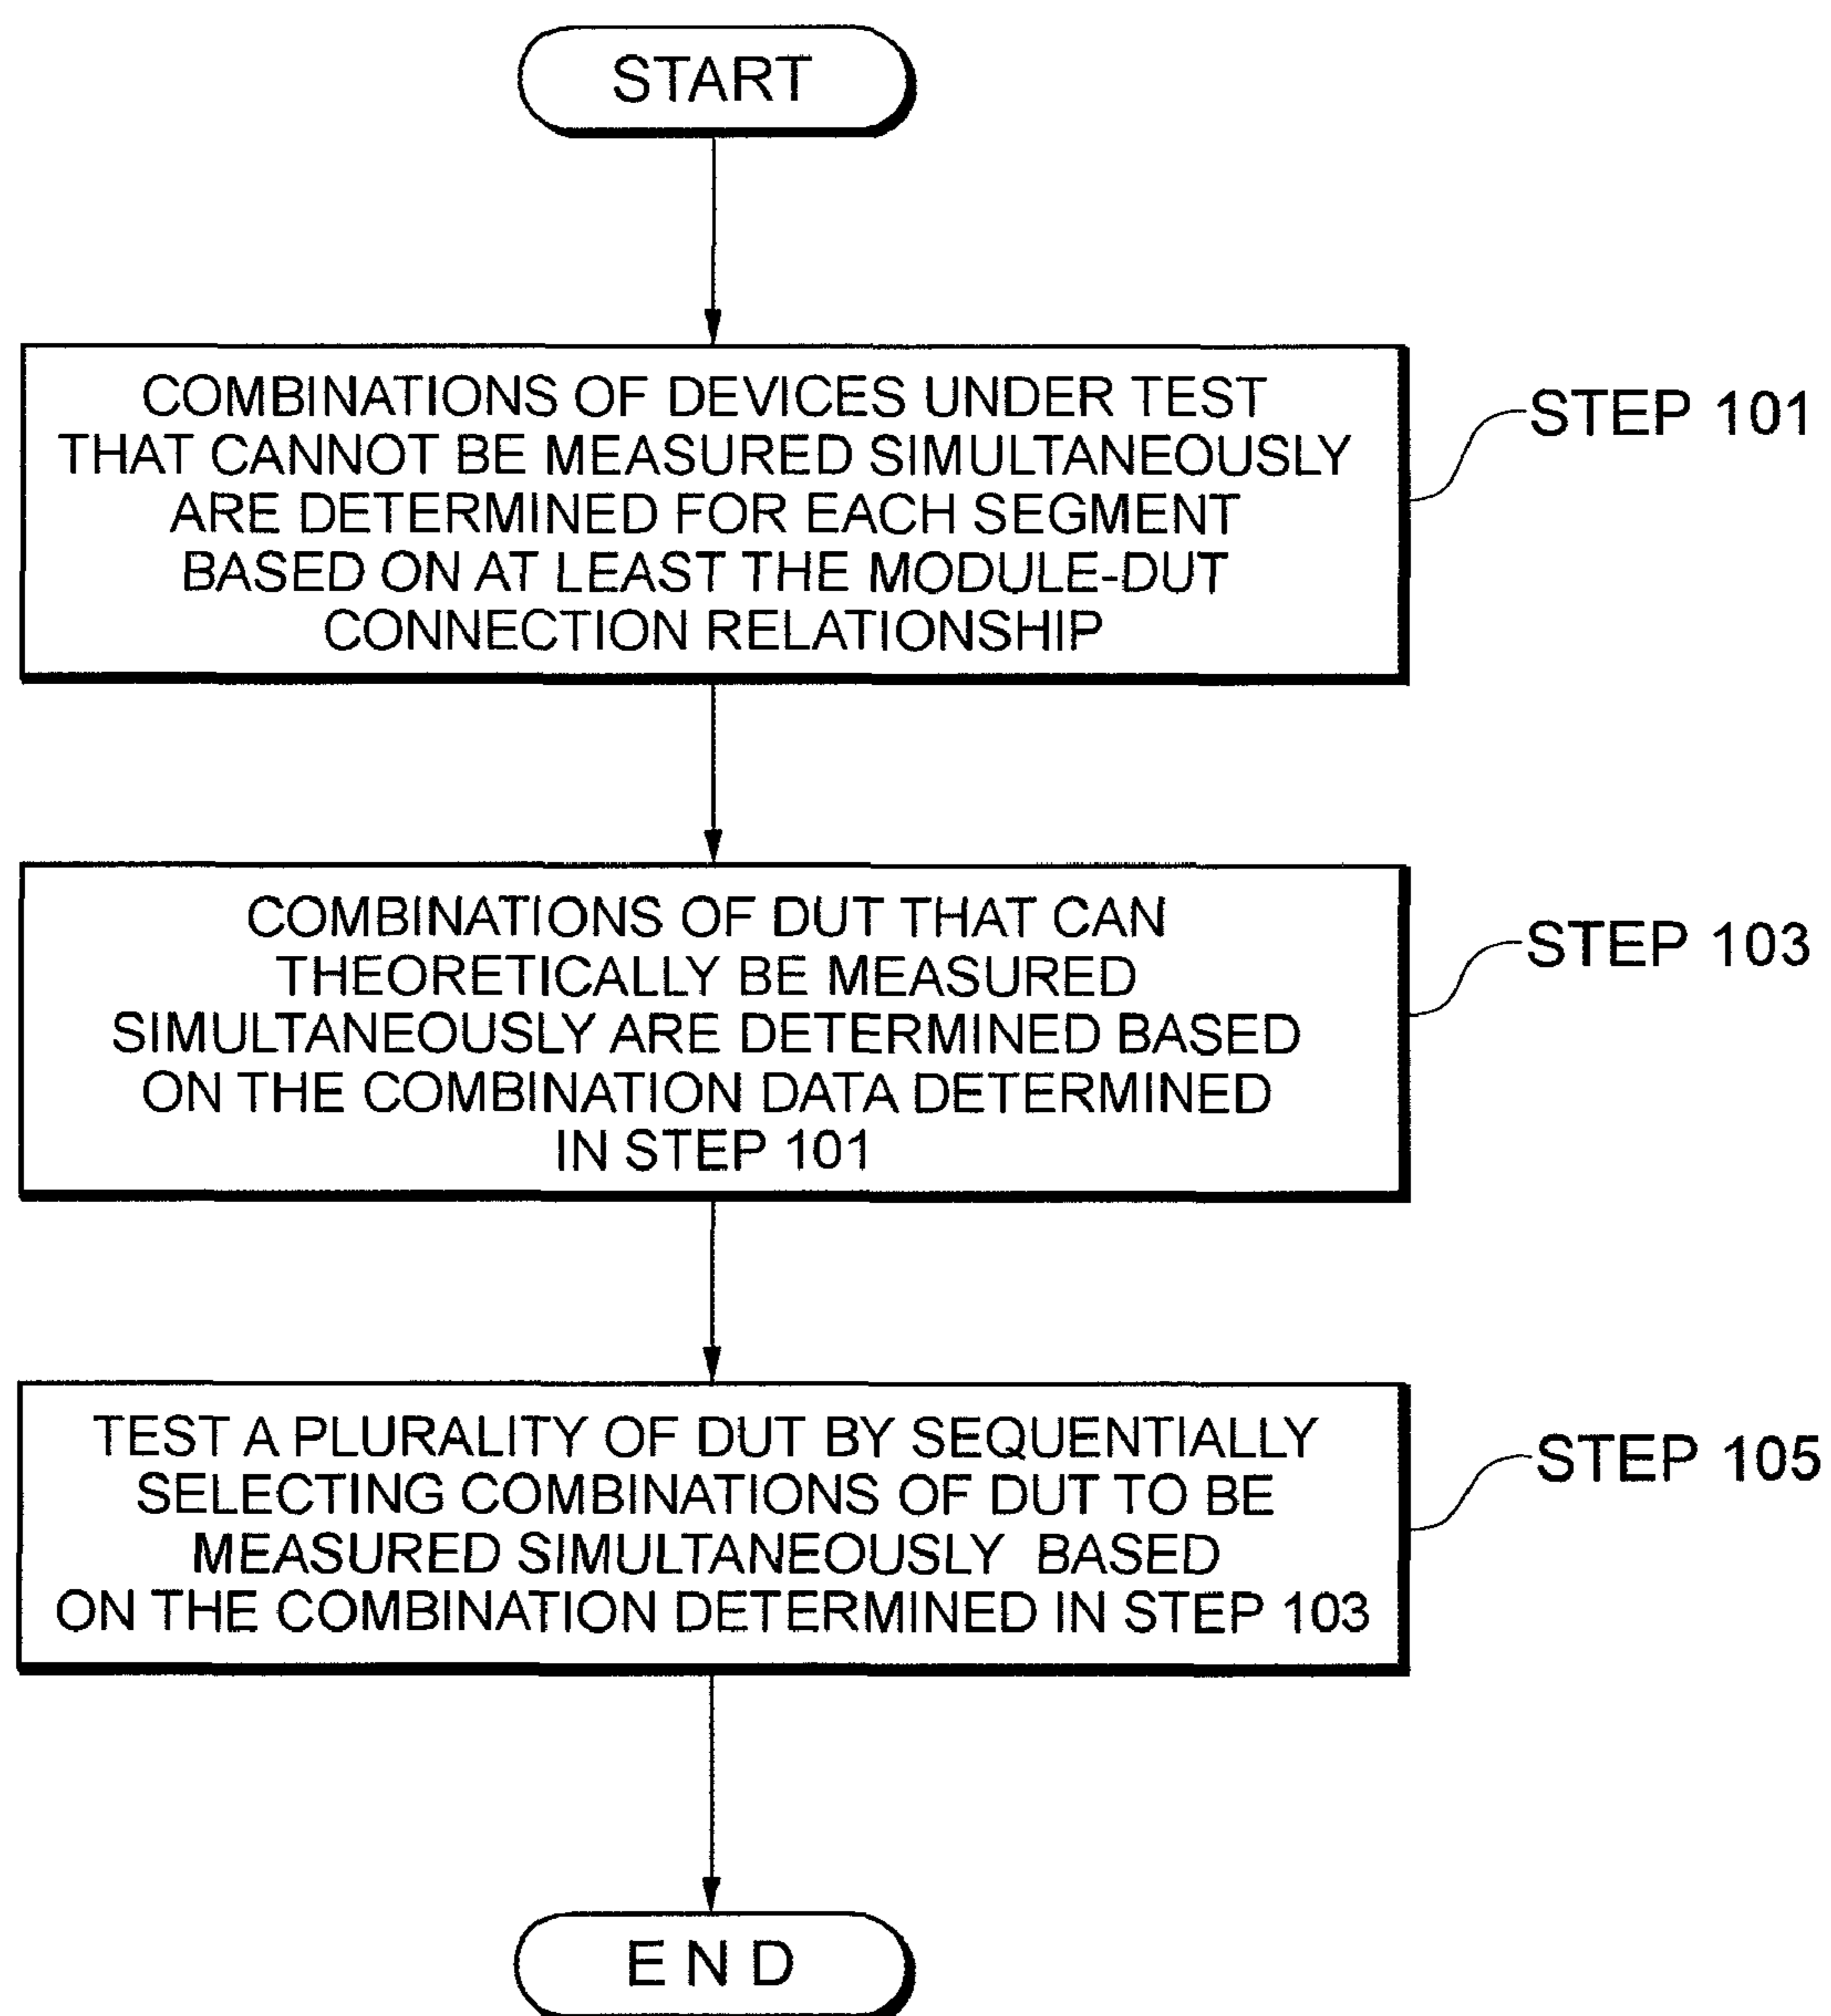 START
COMBINATIONS OF DEVICES UNDER TEST
THAT CANNOT BE MEASURED SIMULTANEOUSLY
ARE DETERMINED FOR EACH SEGMENT
BASED ON AT LEAST THE MODULE-DUT
CONNECTION RELATIONSHIP
STEP 101
COMBINATIONS OF DUT THAT CAN
THEORETICALLY BE MEASURED
SIMULTANEOUSLY ARE DETERMINED BASED
ON THE COMBINATION DATA DETERMINED
IN STEP 101
STEP 103
TEST A PLURALITY OF DUT BY SEQUENTIALLY
SELECTING COMBINATIONS OF DUT TO BE
MEASURED SIMULTANEOUSLY BASED
ON THE COMBINATION DETERMINED IN STEP 103
STEP 105
END